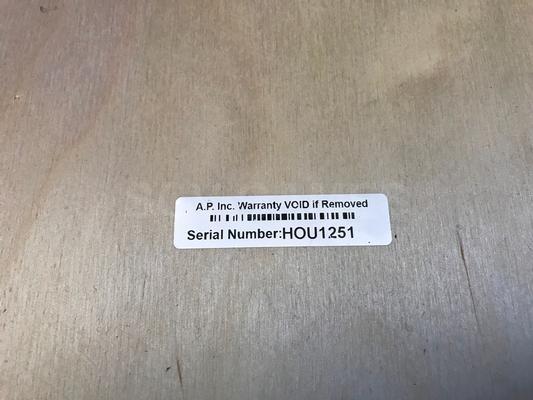 A.P. Inc. Warranty VOID if Removed
Serial Number:HOU1251